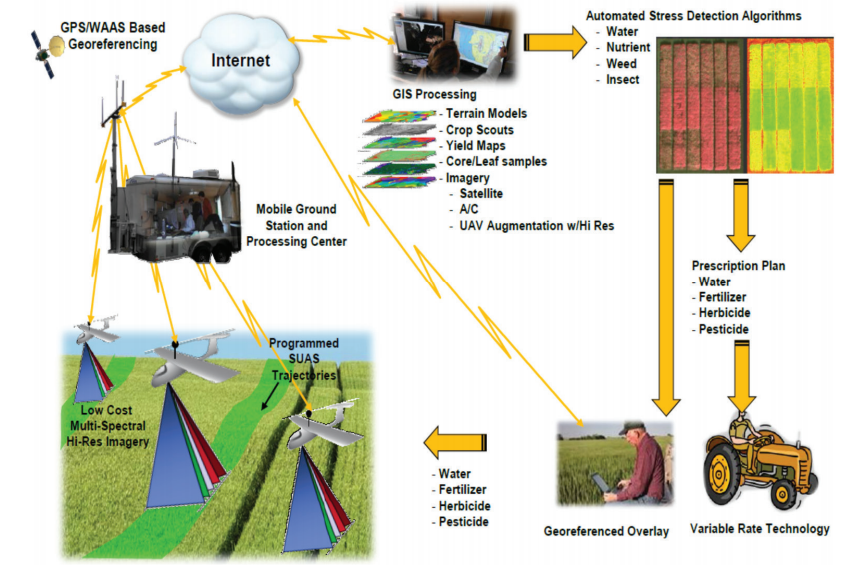 GPS/WAAS Based
Georeferencing
Internet
GIS Processing
- Terrain Models
- Crop Scouts
- Yield Maps
- Core/Leaf samples
- Imagery
- Satellite
- A/C
- UAV Augmentation w/Hi Res
Automated Stress Detection Algorithms
- Water
- Nutrient
- Weed
- Insect
Mobile Ground
Station and
Processing Center
Prescription Plan
- Water
- Fertilizer
- Herbicide
- Pesticide
Programmed
SUAS
Trajectories
Low Cost
Multi-Spectral
Hi-Res Imagery
- Water
- Fertilizer
- Herbicide
- Pesticide
Georeferenced Overlay
Variable Rate Technology